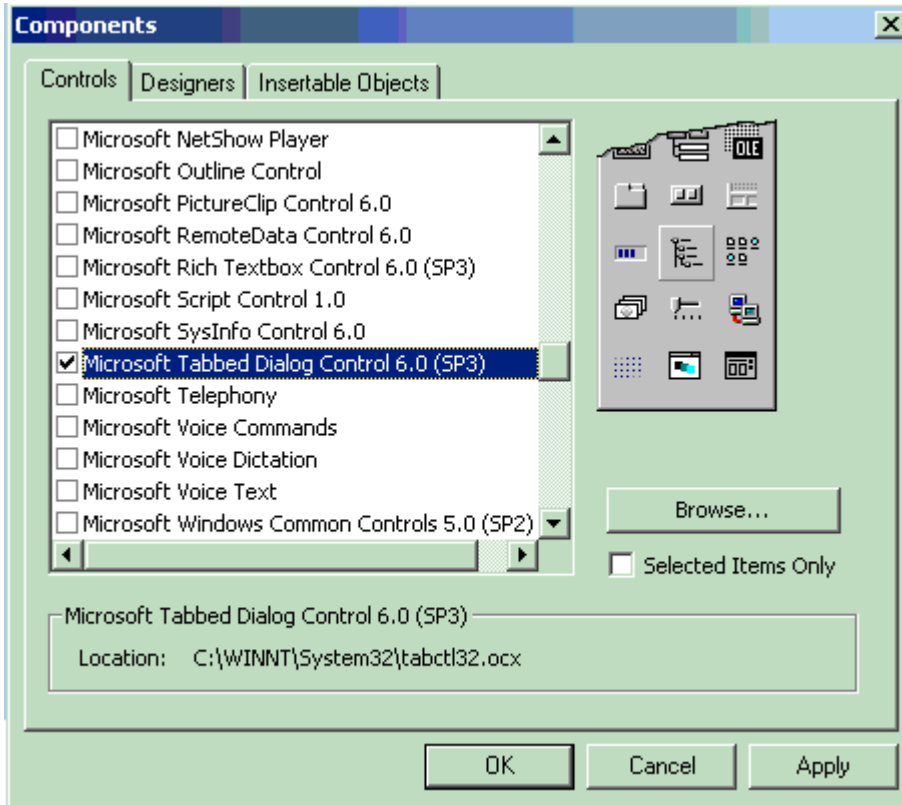 Components
Controls Designers Insertable Objects
Microsoft NetShow Player
Microsoft Outline Control
Microsoft PictureClip Control 6.0
Microsoft RemoteData Control 6.0
Microsoft Rich Textbox Control 6.0 (SP3)
Microsoft Script Control 1.0
Microsoft SysInfo Control 6.0
Microsoft Tabbed Dialog Control 6.0 (SP3)
Microsoft Telephony
Microsoft Voice Commands
Microsoft Voice Dictation
Microsoft Voice Text
Microsoft Windows Common Controls 5.0 (SP2)
OLE
Browse...
Selected Items Only
Microsoft Tabbed Dialog Control 6.0 (SP3)
Location: C:\WINNT\System32\tabctl32.ocx
OK Cancel Apply